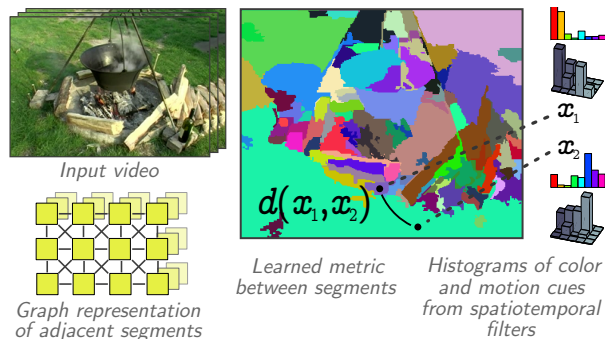 Input video
Graph representation
of adjacent segments
d(x₁,x₂)
Learned metric
between segments
x₁
x₂
Histograms of color
and motion cues
from spatiotemporal
filters